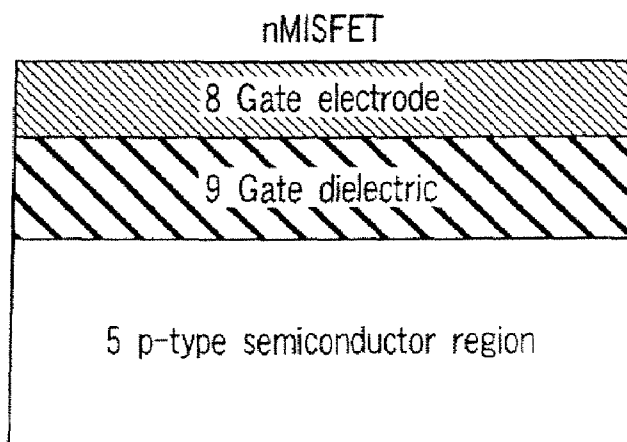 nMISFET
8 Gate electrode
9 Gate dielectric
5 p-type semiconductor region